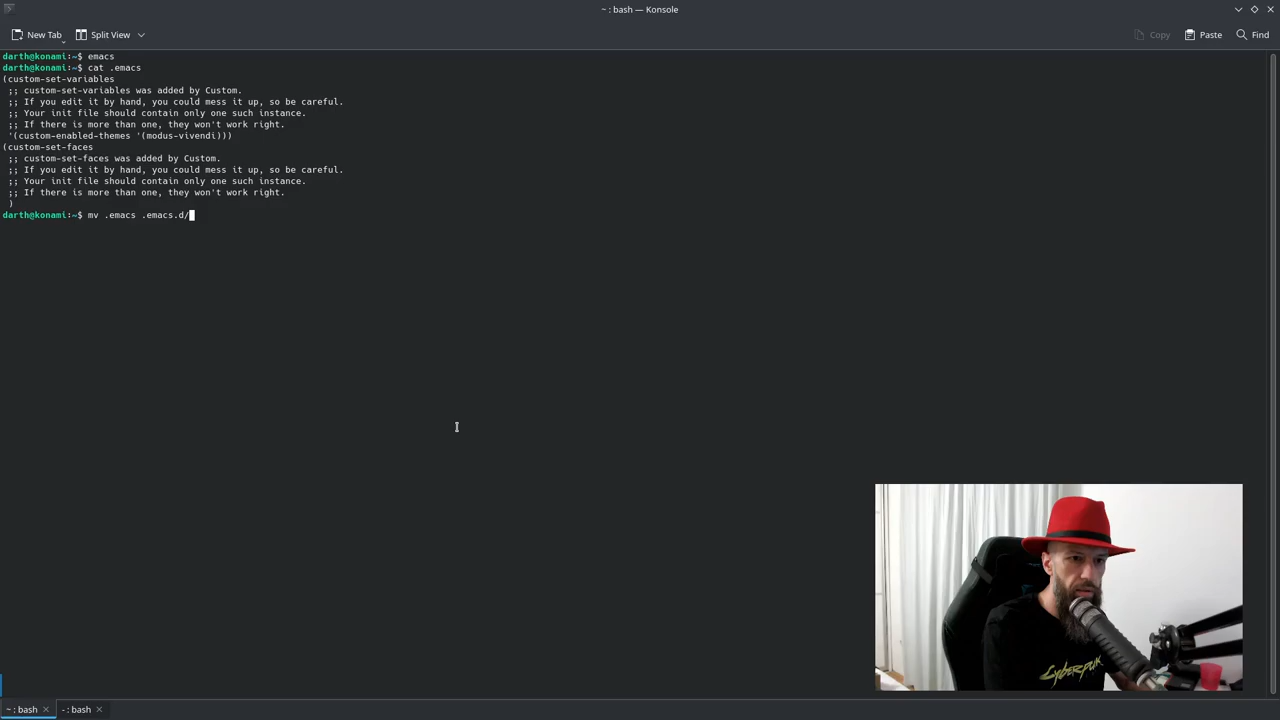 ~ : bash — Konsole
New Tab
Split View
Copy
Paste
Find
darth@konami:~$ emacs
darth@konami:~$ cat .emacs
(custom-set-variables
 ;; custom-set-variables was added by Custom.
 ;; If you edit it by hand, you could mess it up, so be careful.
 ;; Your init file should contain only one such instance.
 ;; If there is more than one, they won't work right.
 '(custom-enabled-themes '(modus-vivendi)))
(custom-set-faces
 ;; custom-set-faces was added by Custom.
 ;; If you edit it by hand, you could mess it up, so be careful.
 ;; Your init file should contain only one such instance.
 ;; If there is more than one, they won't work right.
 )
darth@konami:~$ mv .emacs .emacs.d/
CYBERPUNK
~ : bash
- : bash